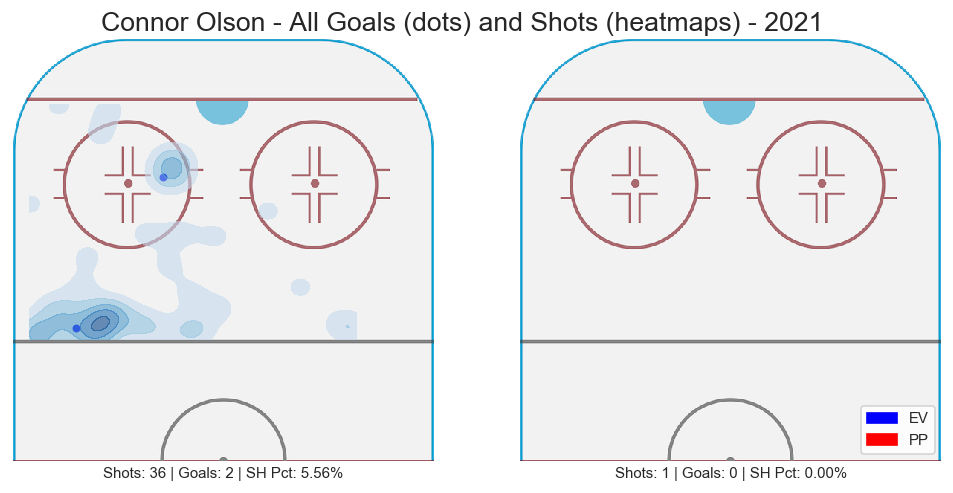 Connor Olson - All Goals (dots) and Shots (heatmaps) - 2021
EV
PP
Shots: 36 | Goals: 2 | SH Pct: 5.56%
Shots: 1 | Goals: 0 | SH Pct: 0.00%